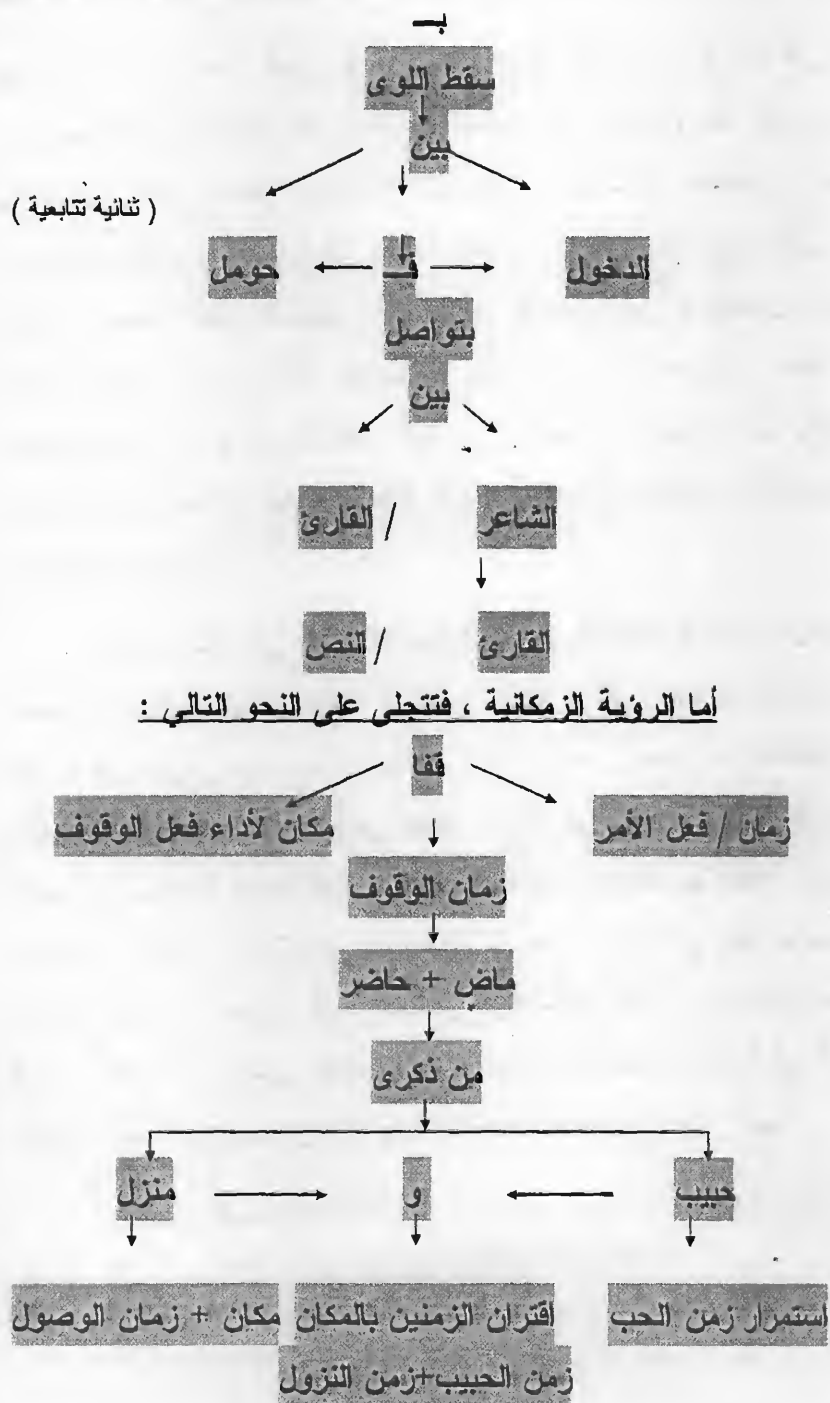 بـ
سقط اللوى
بين
( ثنائية تتابعية )
الدخول فـ حومل
بتواصل
بين
الشاعر / القارئ
القارئ / النص
أما الرؤية الزمكانية ، فتتجلى على النحو التالي :
قفا
زمان / فعل الأمر مكان لأداء فعل الوقوف
زمان الوقوف
ماض + حاضر
من ذكرى
حبيب و منزل
استمرار زمن الحب اقتران الزمنين بالمكان مكان + زمان الوصول
زمن الحبيب+زمن النزول